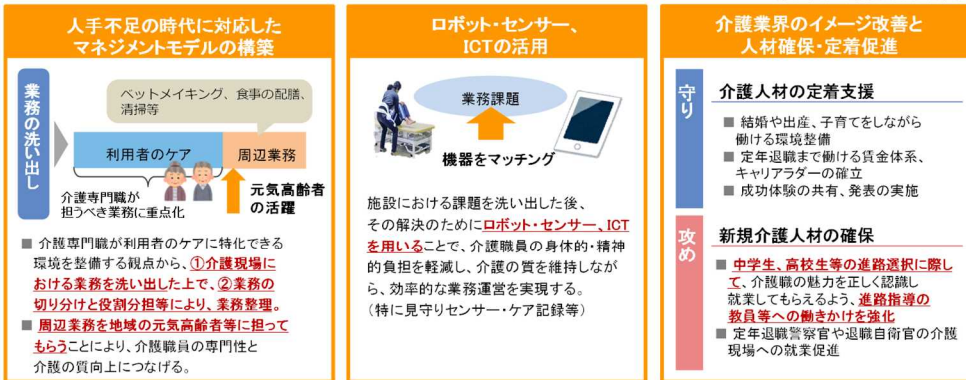 人手不足の時代に対応した
マネジメントモデルの構築
業務の洗い出し
ベットメイキング、食事の配膳、
清掃等
利用者のケア
周辺業務
介護専門職が
担うべき業務に重点化
元気高齢者
の活躍
■ 介護専門職が利用者のケアに特化できる
環境を整備する観点から、①介護現場に
おける業務を洗い出した上で、②業務の
切り分けと役割分担等により、業務整理。
■ 周辺業務を地域の元気高齢者等に担って
もらうことにより、介護職員の専門性と
介護の質向上につなげる。
ロボット・センサー、
ICTの活用
業務課題
機器をマッチング
施設における課題を洗い出した後、
その解決のためにロボット・センサー、ICT
を用いることで、介護職員の身体的・精神
的負担を軽減し、介護の質を維持しなが
ら、効率的な業務運営を実現する。
（特に見守りセンサー・ケア記録等）
介護業界のイメージ改善と
人材確保・定着促進
守り
介護人材の定着支援
■ 結婚や出産、子育てをしながら
働ける環境整備
■ 定年退職まで働ける賃金体系、
キャリアラダーの確立
■ 成功体験の共有、発表の実施
攻め
新規介護人材の確保
■ 中学生、高校生等の進路選択に際し
て、介護職の魅力を正しく認識し
就業してもらえるよう、進路指導の
教員等への働きかけを強化
■ 定年退職警察官や退職自衛官の介護
現場への就業促進